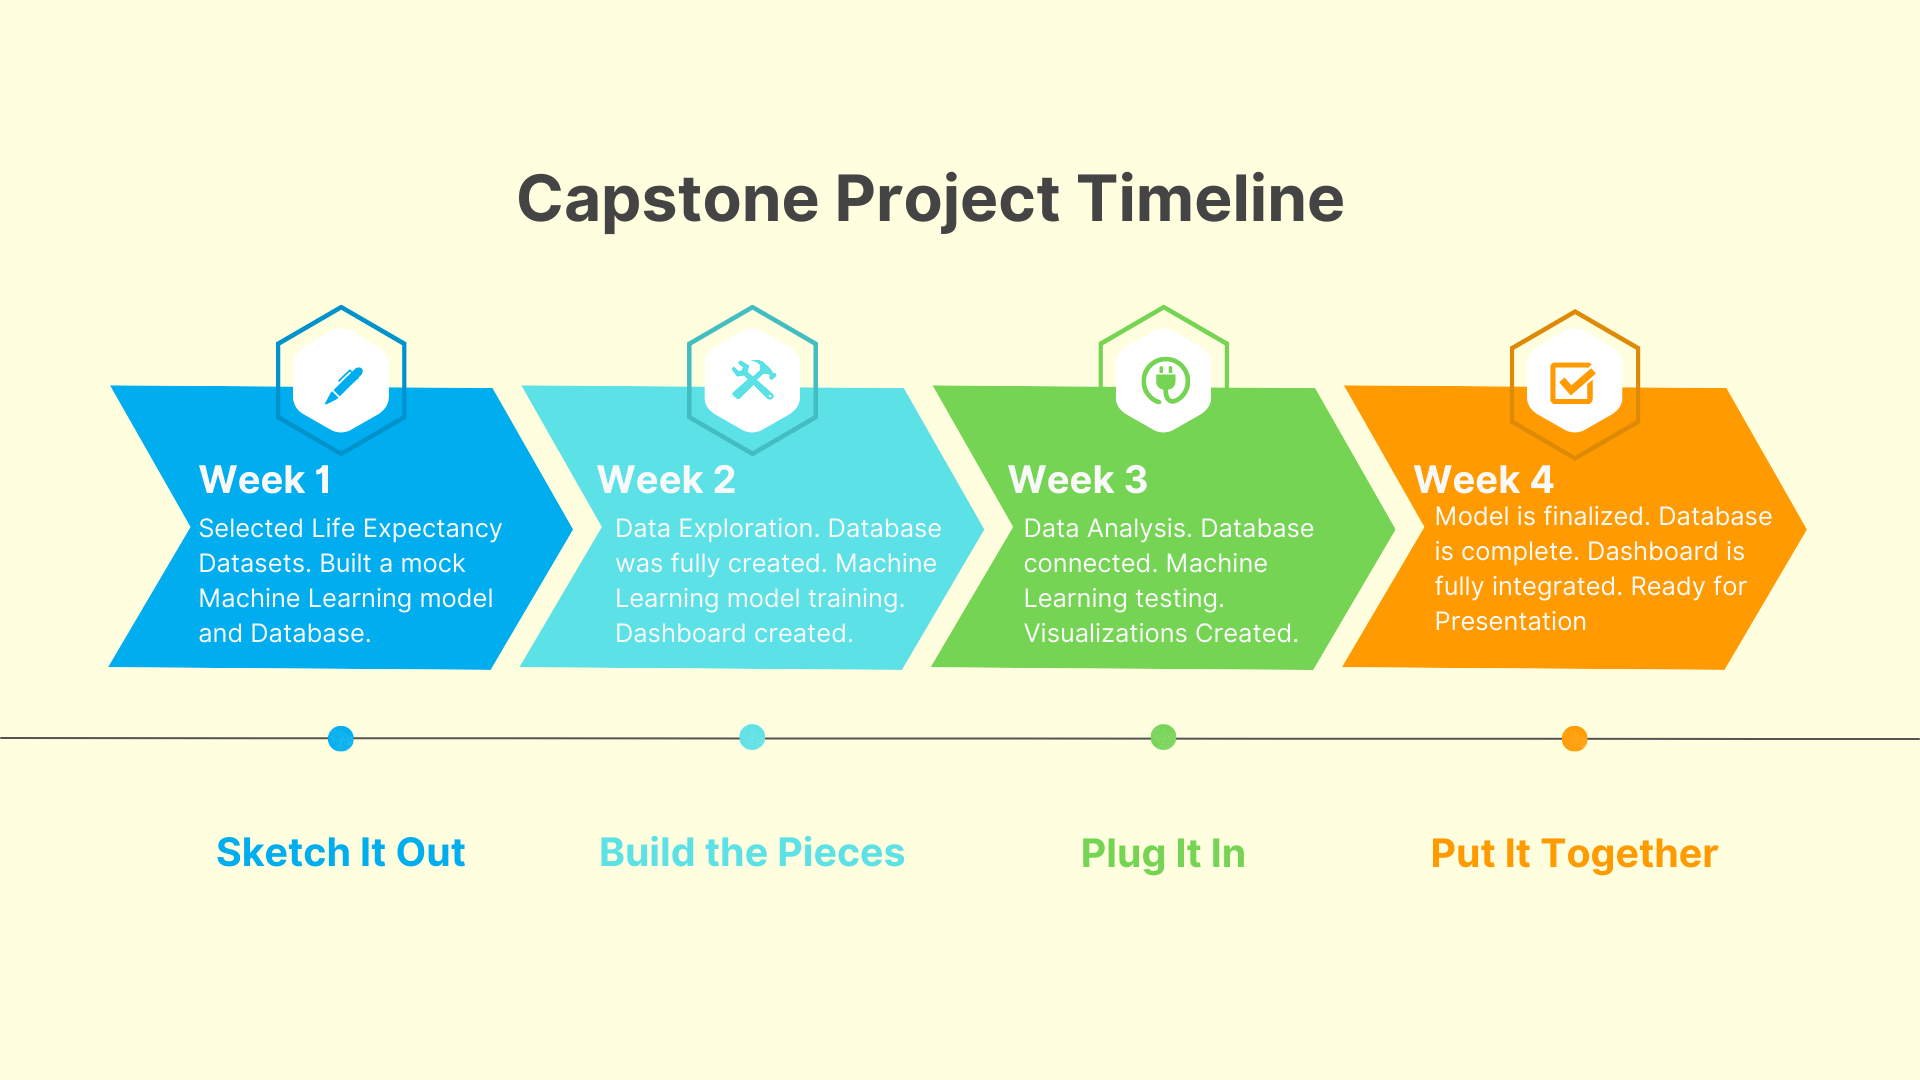 Capstone Project Timeline
Week 1
Selected Life Expectancy
Datasets. Built a mock
Machine Learning model
and Database.
Week 2
Data Exploration. Database
was fully created. Machine
Learning model training.
Dashboard created.
Week 3
Data Analysis. Database
connected. Machine
Learning testing.
Visualizations Created.
Week 4
Model is finalized. Database
is complete. Dashboard is
fully integrated. Ready for
Presentation
Sketch It Out
Build the Pieces
Plug It In
Put It Together